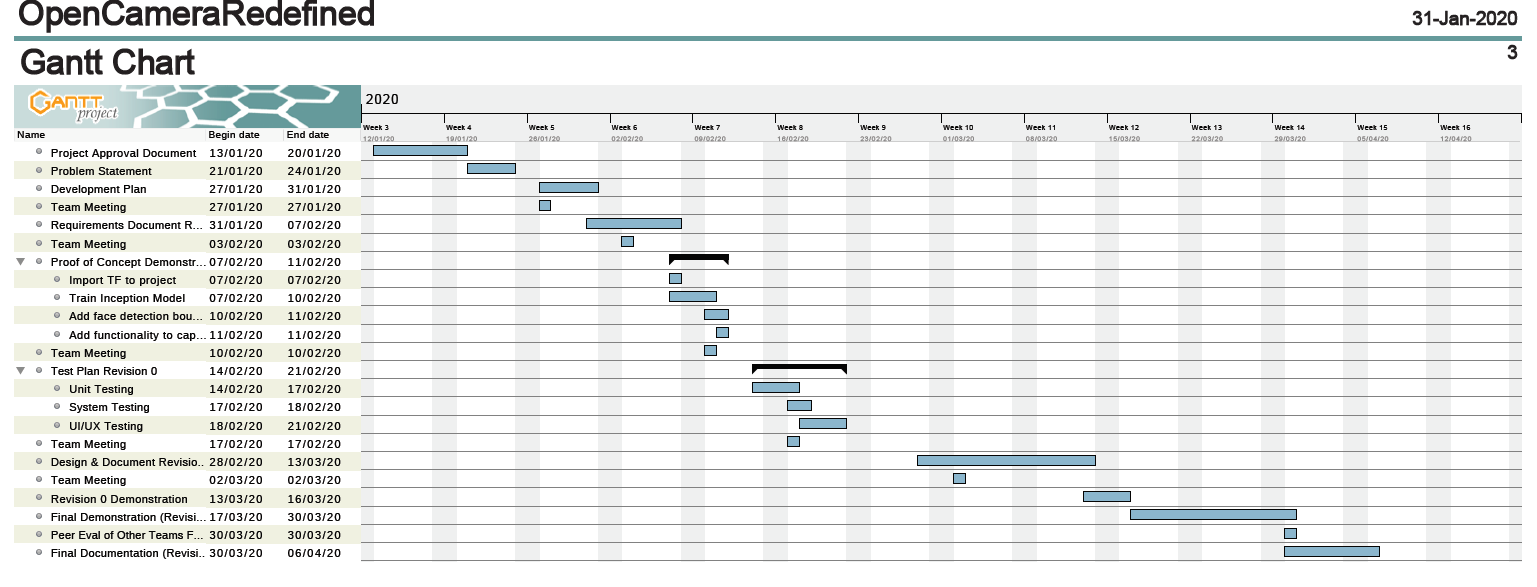 OpenCameraRedefined
31-Jan-2020
Gantt Chart
3
GANTT project
2020
Name Begin date End date
Week 3 Week 4 Week 5 Week 6 Week 7 Week 8 Week 9 Week 10 Week 11 Week 12 Week 13 Week 14 Week 15 Week 16
12/01/20 19/01/20 26/01/20 02/02/20 09/02/20 16/02/20 23/02/20 01/03/20 08/03/20 15/03/20 22/03/20 29/03/20 05/04/20 12/04/20
Project Approval Document 13/01/20 20/01/20
Problem Statement 21/01/20 24/01/20
Development Plan 27/01/20 31/01/20
Team Meeting 27/01/20 27/01/20
Requirements Document R... 31/01/20 07/02/20
Team Meeting 03/02/20 03/02/20
Proof of Concept Demonstr... 07/02/20 11/02/20
Import TF to project 07/02/20 07/02/20
Train Inception Model 07/02/20 10/02/20
Add face detection bou... 10/02/20 11/02/20
Add functionality to cap... 11/02/20 11/02/20
Team Meeting 10/02/20 10/02/20
Test Plan Revision 0 14/02/20 21/02/20
Unit Testing 14/02/20 17/02/20
System Testing 17/02/20 18/02/20
UI/UX Testing 18/02/20 21/02/20
Team Meeting 17/02/20 17/02/20
Design & Document Revisio.. 28/02/20 13/03/20
Team Meeting 02/03/20 02/03/20
Revision 0 Demonstration 13/03/20 16/03/20
Final Demonstration (Revisi... 17/03/20 30/03/20
Peer Eval of Other Teams F... 30/03/20 30/03/20
Final Documentation (Revisi.. 30/03/20 06/04/20